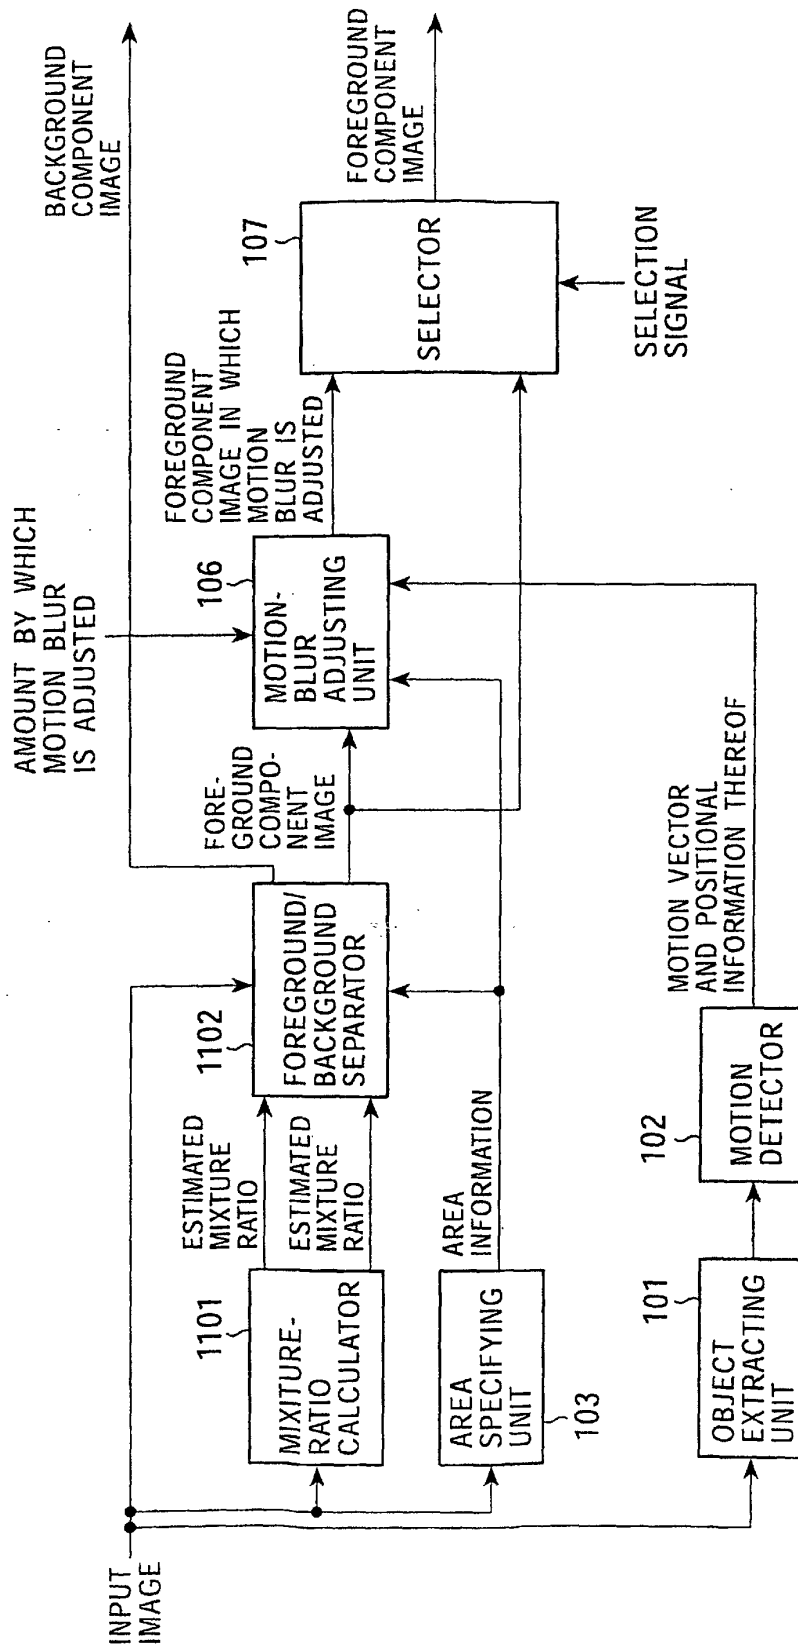 INPUT
IMAGE
1101
MIXITURE-
RATIO
CALCULATOR
AREA
SPECIFYING
UNIT
103
101
OBJECT
EXTRACTING
UNIT
ESTIMATED
MIXTURE
RATIO
ESTIMATED
MIXTURE
RATIO
AREA
INFORMATION
102
MOTION
DETECTOR
1102
FOREGROUND/
BACKGROUND
SEPARATOR
MOTION VECTOR
AND POSITIONAL
INFORMATION THEREOF
FORE-
GROUND
COMPO-
NENT
IMAGE
AMOUNT BY WHICH
MOTION BLUR
IS ADJUSTED
106
MOTION-
BLUR
ADJUSTING
UNIT
FOREGROUND
COMPONENT
IMAGE IN WHICH
MOTION
BLUR IS
ADJUSTED
107
SELECTOR
SELECTION
SIGNAL
BACKGROUND
COMPONENT
IMAGE
FOREGROUND
COMPONENT
IMAGE